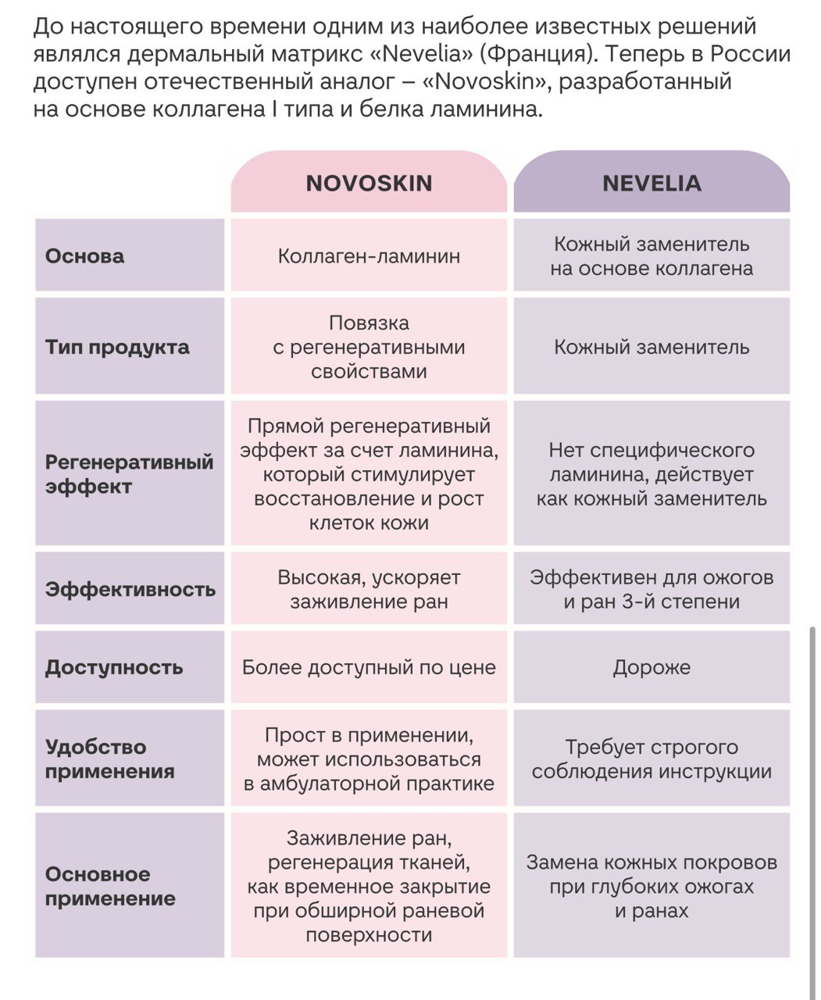 До настоящего времени одним из наиболее известных решений
являлся дермальный матрикс «Nevelia» (Франция). Теперь в России
доступен отечественный аналог – «Novoskin», разработанный
на основе коллагена I типа и белка ламинина.
NOVOSKIN
NEVELIA
Основа
Коллаген-ламинин
Кожный заменитель
на основе коллагена
Тип продукта
Повязка
с регенеративными
свойствами
Кожный заменитель
Регенеративный
эффект
Прямой регенеративный
эффект за счет ламинина,
который стимулирует
восстановление и рост
клеток кожи
Нет специфического
ламинина, действует
как кожный заменитель
Эффективность
Высокая, ускоряет
заживление ран
Эффективен для ожогов
и ран 3-й степени
Доступность
Более доступный по цене
Дороже
Удобство
применения
Прост в применении,
может использоваться
в амбулаторной практике
Требует строгого
соблюдения инструкции
Основное
применение
Заживление ран,
регенерация тканей,
как временное закрытие
при обширной раневой
поверхности
Замена кожных покровов
при глубоких ожогах
и ранах